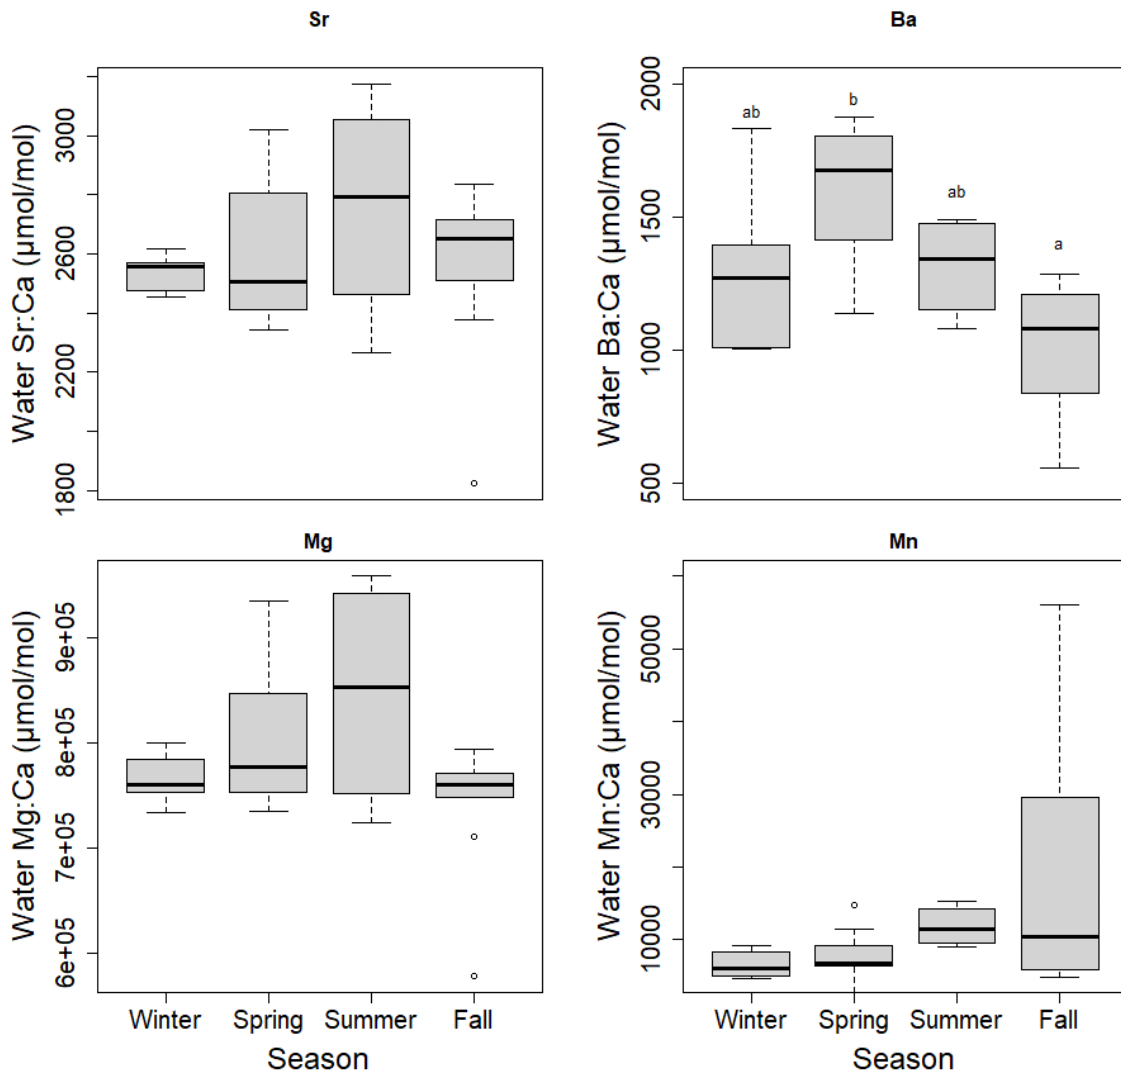 Sr
Water Sr:Ca (µmol/mol)
3000
2600
2200
1800
Ba
Water Ba:Ca (µmol/mol)
2000
1500
1000
500
ab
b
ab
a
Mg
Water Mg:Ca (µmol/mol)
9e+05
8e+05
7e+05
6e+05
Winter Spring Summer Fall
Season
Mn
Water Mn:Ca (µmol/mol)
50000
30000
10000
Winter Spring Summer Fall
Season